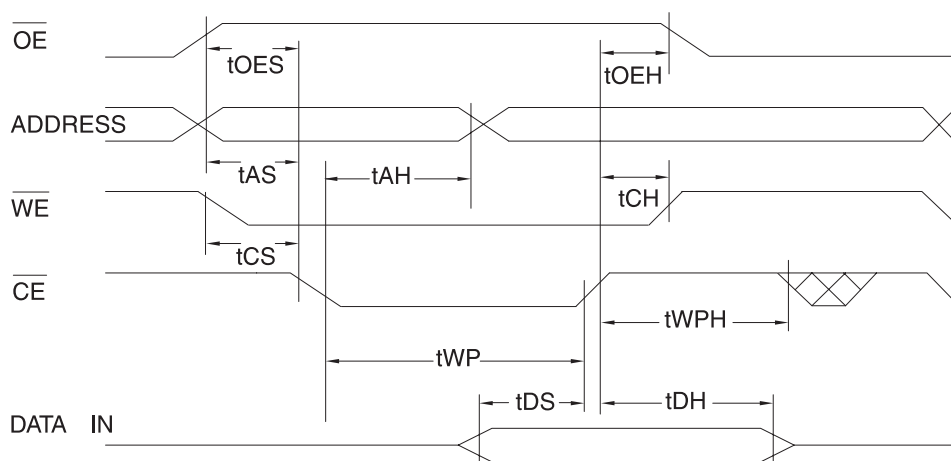 OE
tOES
tOEH
ADDRESS
tAS
tAH
tCH
WE
tCS
CE
tWPH
tWP
tDS
tDH
DATA IN